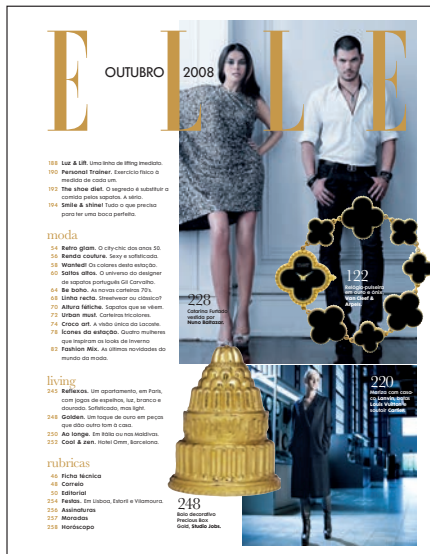 ELLE
OUTUBRO 2008
188 Luz & Lift. Uma linha de lifting imediato.
190 Personal Trainer. Exercício físico à
medida de cada um.
193 The shoe diet. O segredo é substituir a
comida pelos sapatos. A sério.
194 Smile & shine! Tudo o que precisa
para ter uma boca perfeita.
moda
54 Retro glam. O city-chic dos anos 50.
56 Renda couture. Sexy e sofisticada.
58 Wanted! Os colares desta estação.
60 Saltos altos. O universo do designer
de sapatos português Gil Carvalho.
64 Be boho. As novas carteiras 70's.
68 Linha recta. Streetwear ou clássico?
70 Altura fétiche. Sapatos que se vêem.
72 Urban must. Carteiras tricolores.
74 Croco art. A visão única da Lacoste.
78 Ícones da estação. Quatro mulheres
que inspiram os looks de inverno
82 Fashion Mix. As últimas novidades do
mundo da moda.
living
245 Reflexos. Um apartamento, em Paris,
com jogos de espelhos, luz, branco e
dourado. Sofisticado, mas light.
248 Golden. Um toque de ouro em peças
que dão outro tom à casa.
250 Ao longe. Em Itália ou nas Maldivas.
252 Cool & zen. Hotel Omm, Barcelona.
rubricas
46 Ficha técnica
48 Correio
50 Editorial
254 Festas. Em Lisboa, Estoril e Vilamoura.
256 Assinaturas
257 Moradas
258 Horóscopo
228
Catarina Furtado
vestida por
Nuno Baltazar.
122
Relógio-pulseira
em ouro e ónix,
Van Cleef &
Arpels.
220
Mariza com casa-
co Lanvin, botas
Louis Vuitton e
sautoir Cartier.
248
Bolo decorativo
Precious Box
Gold, Studio Jobs.